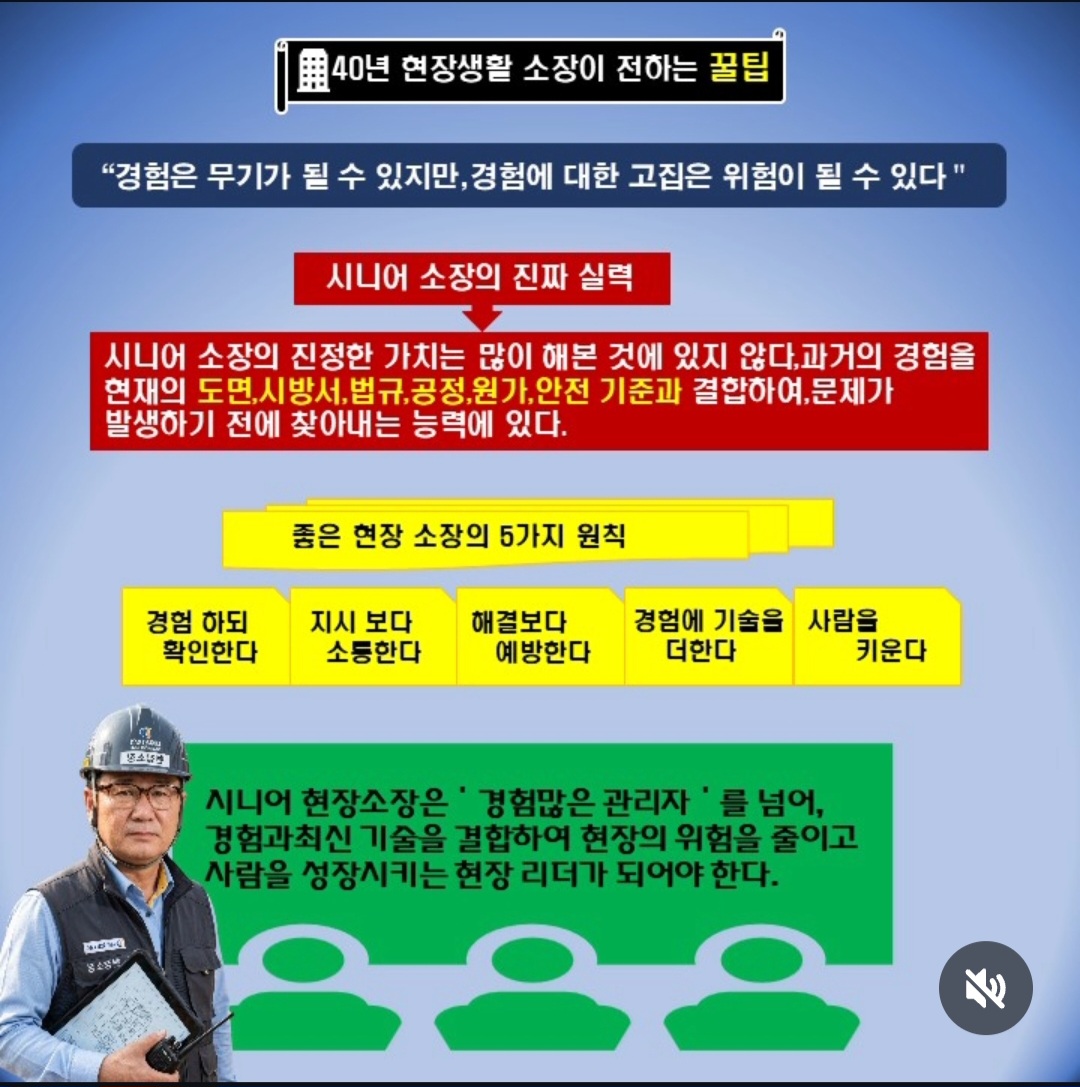 40년 현장생활 소장이 전하는 꿀팁
“경험은 무기가 될 수 있지만,경험에 대한 고집은 위험이 될 수 있다"
시니어 소장의 진짜 실력
시니어 소장의 진정한 가치는 많이 해본 것에 있지 않다,과거의 경험을
현재의 도면,시방서,법규,공정,원가,안전 기준과 결합하여,문제가
발생하기 전에 찾아내는 능력에 있다.
좋은 현장 소장의 5가지 원칙
경험 하되
확인한다
지시 보다
소통한다
해결보다
예방한다
경험에 기술을
더한다
사람을
키운다
시니어 현장소장은 ' 경험많은 관리자 ' 를 넘어,
경험과최신 기술을 결합하여 현장의 위험을 줄이고
사람을 성장시키는 현장 리더가 되어야 한다.